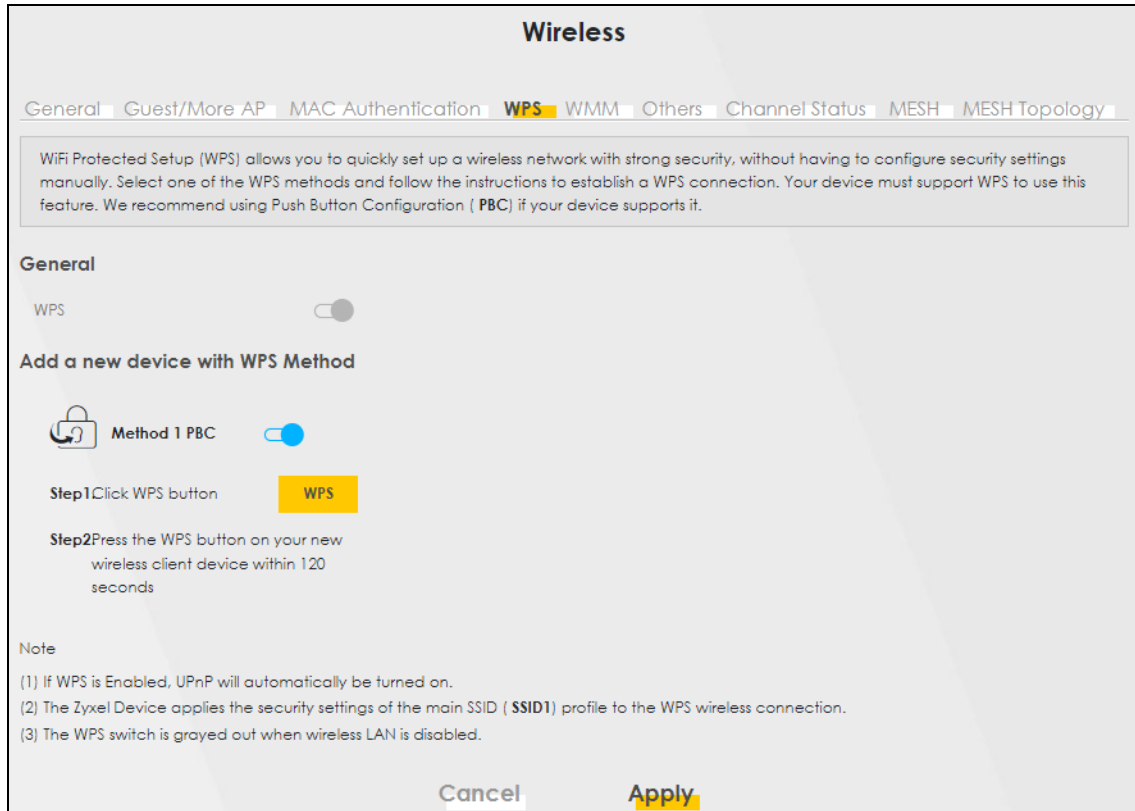 Wireless
General Guest/More AP MAC Authentication WPS WMM Others Channel Status MESH MESH Topology
WiFi Protected Setup (WPS) allows you to quickly set up a wireless network with strong security, without having to configure security settings
manually. Select one of the WPS methods and follow the instructions to establish a WPS connection. Your device must support WPS to use this
feature. We recommend using Push Button Configuration ( PBC) if your device supports it.
General
WPS
Add a new device with WPS Method
Method 1 PBC
Step1.Click WPS button WPS
Step2Press the WPS button on your new
wireless client device within 120
seconds
Note
(1) If WPS is Enabled, UPnP will automatically be turned on.
(2) The Zyxel Device applies the security settings of the main SSID ( SSID1) profile to the WPS wireless connection.
(3) The WPS switch is grayed out when wireless LAN is disabled.
Cancel Apply